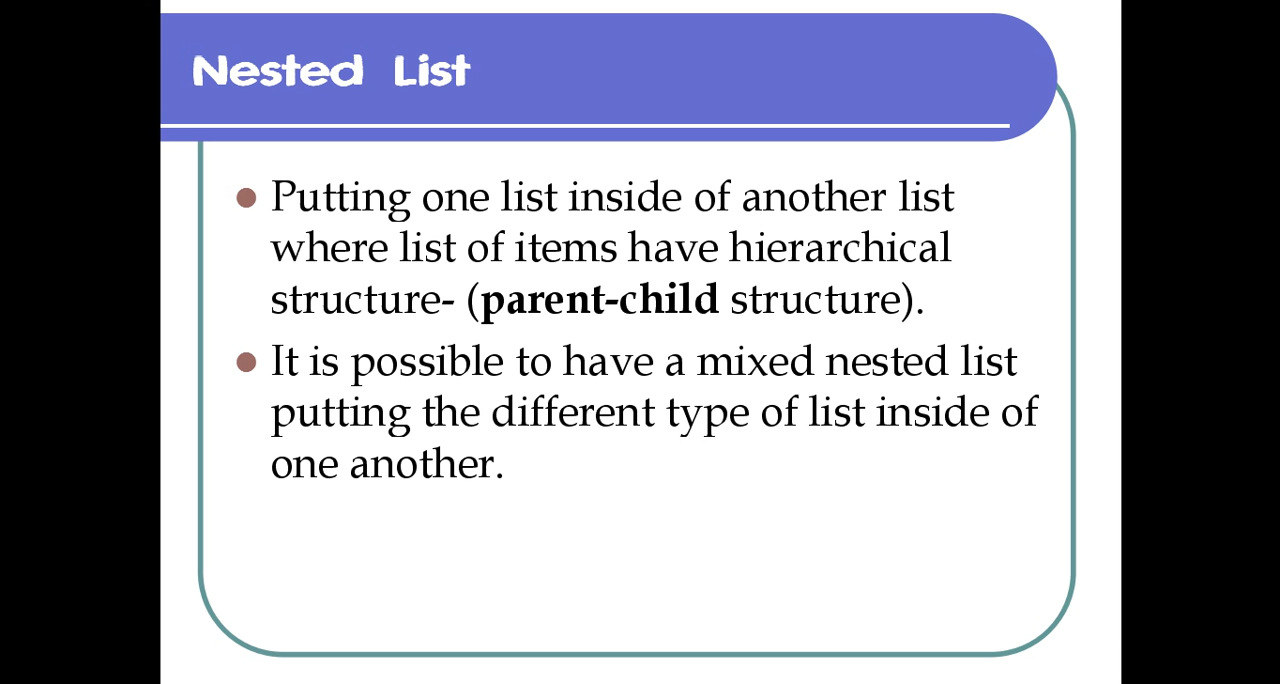 Nested List
Putting one list inside of another list
where list of items have hierarchical
structure- (parent-child structure).
It is possible to have a mixed nested list
putting the different type of list inside of
one another.